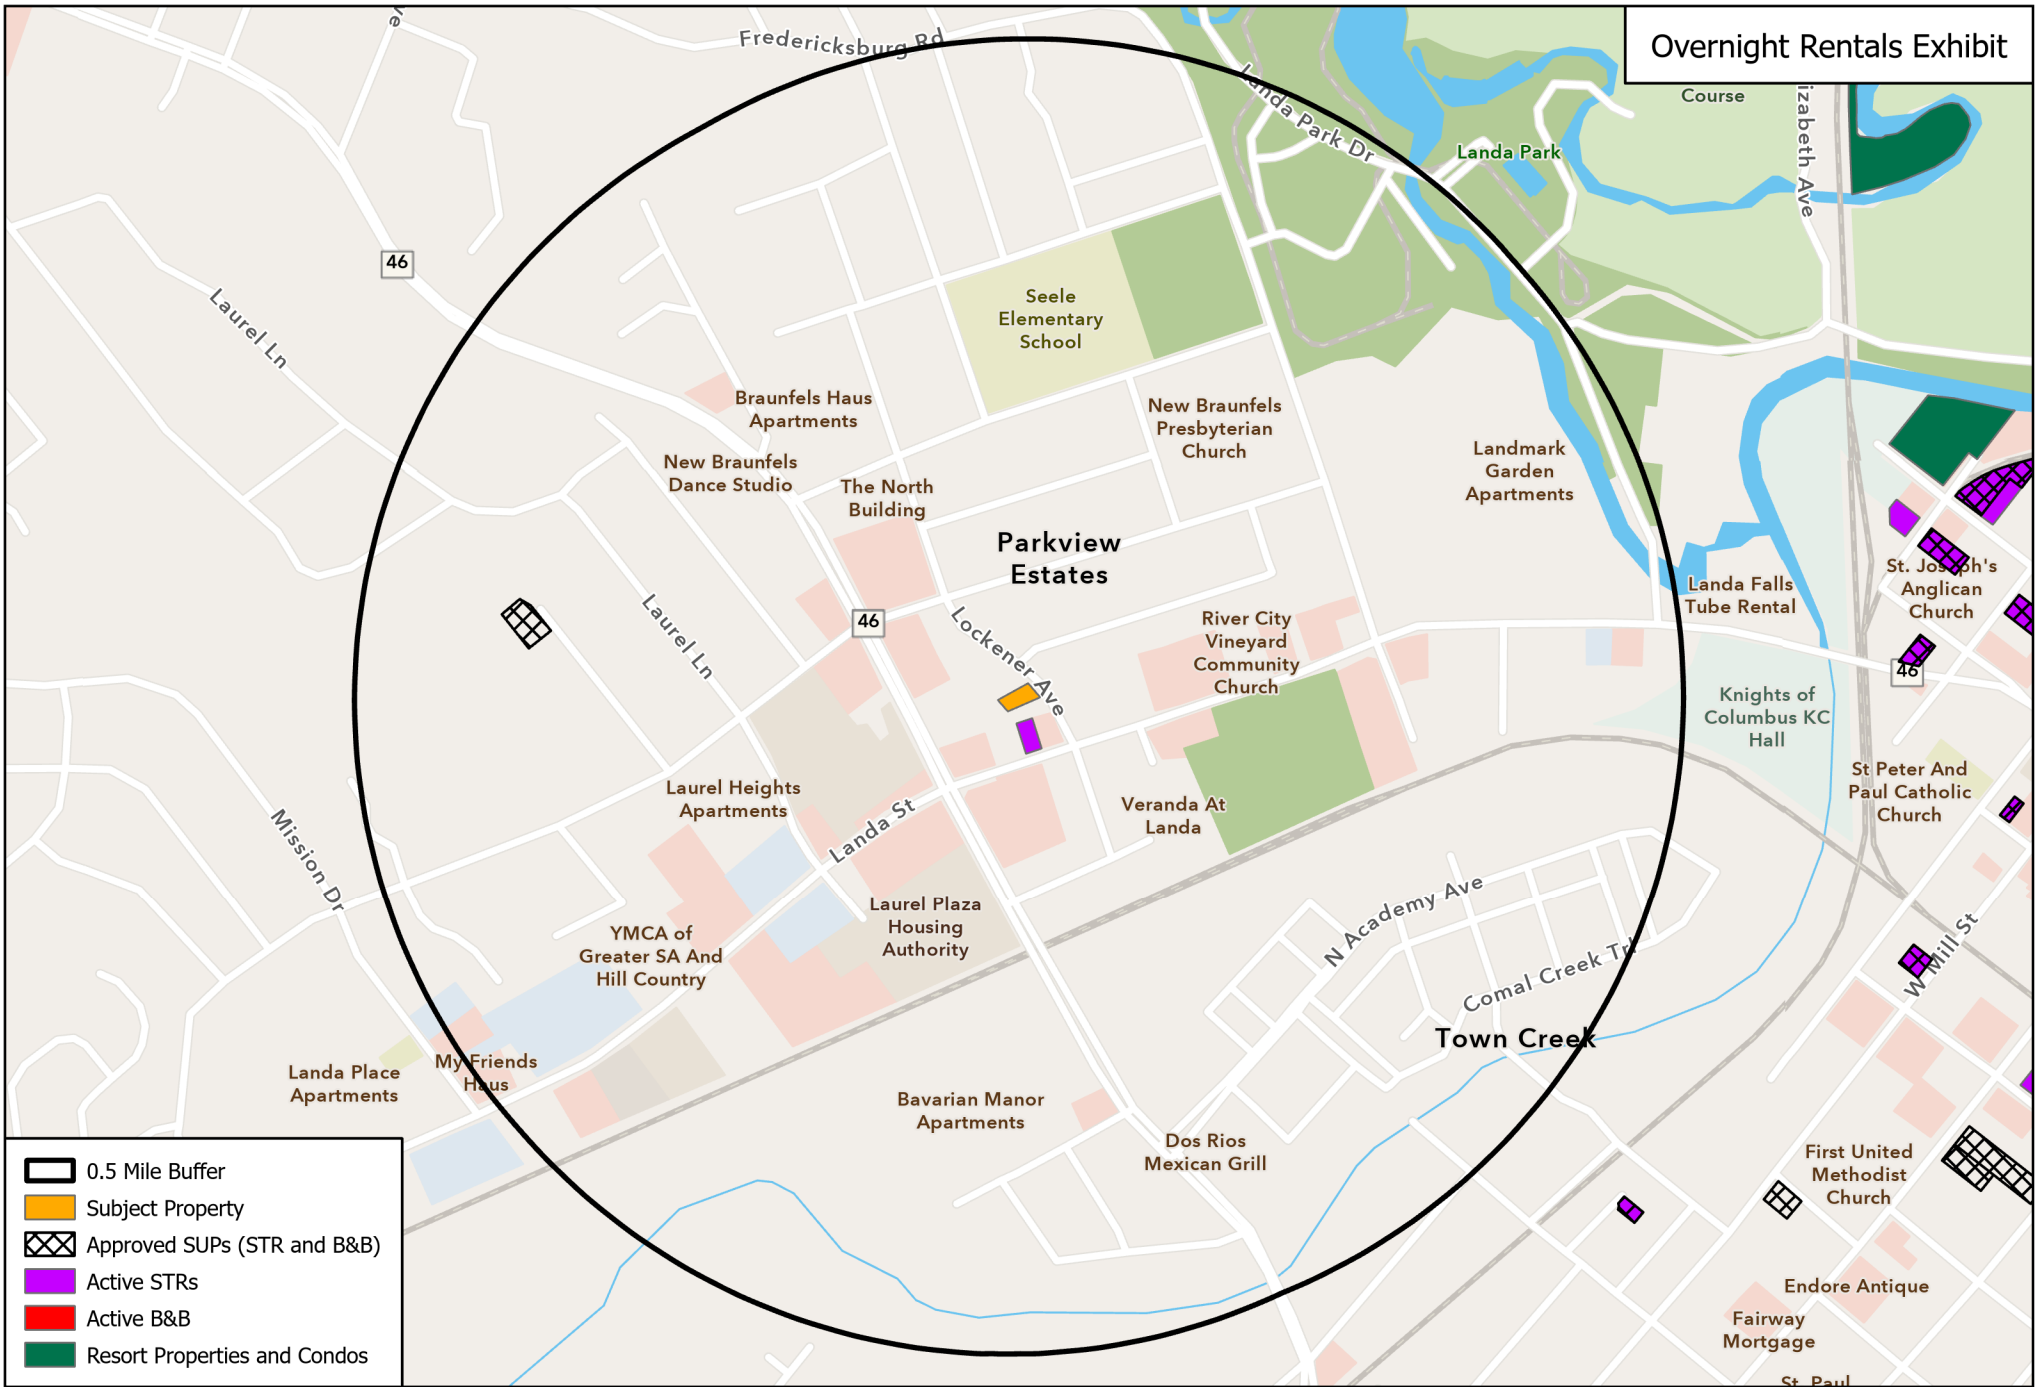 Overnight Rentals Exhibit
Fredericksburg Rd
Landa Park Dr
Course
Landa Park
46
Laurel Ln
Seele
Elementary
School
Braunfels Haus
Apartments
New Braunfels
Presbyterian
Church
New Braunfels
Dance Studio
The North
Building
Landmark
Garden
Apartments
Parkview
Estates
St. Joseph's
Anglican
Church
Landa Falls
Tube Rental
46
Laurel Ln
Lockener Ave
River City
Vineyard
Community
Church
46
Knights of
Columbus KC
Hall
St Peter And
Paul Catholic
Church
Laurel Heights
Apartments
Veranda At
Landa
Landa St
Mission Dr
Laurel Plaza
Housing
Authority
YMCA of
Greater SA And
Hill Country
N Academy Ave
Comal Creek Trl
W Mill St
Town Creek
My Friends
Haus
Landa Place
Apartments
Bavarian Manor
Apartments
Dos Rios
Mexican Grill
First United
Methodist
Church
Endore Antique
Fairway
Mortgage
St. Paul
0.5 Mile Buffer
Subject Property
Approved SUPs (STR and B&B)
Active STRs
Active B&B
Resort Properties and Condos